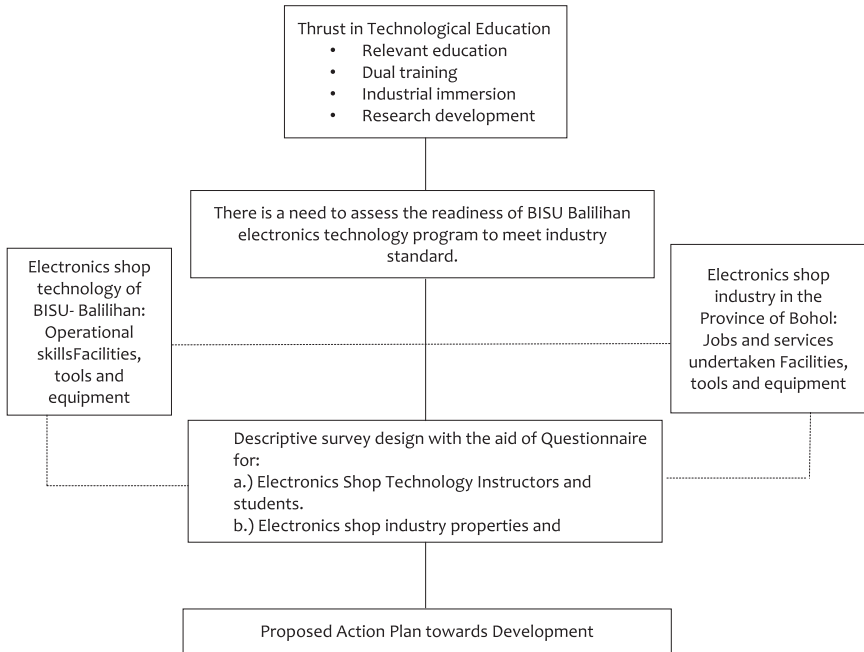 Thrust in Technological Education
• Relevant education
• Dual training
• Industrial immersion
• Research development
There is a need to assess the readiness of BISU Balilihan
electronics technology program to meet industry
standard.
Electronics shop
technology of
BISU- Balilihan:
Operational
skillsFacilities,
tools and
equipment
Electronics shop
industry in the
Province of Bohol:
Jobs and services
undertaken Facilities,
tools and equipment
Descriptive survey design with the aid of Questionnaire
for:
a.) Electronics Shop Technology Instructors and
students.
b.) Electronics shop industry properties and
Proposed Action Plan towards Development